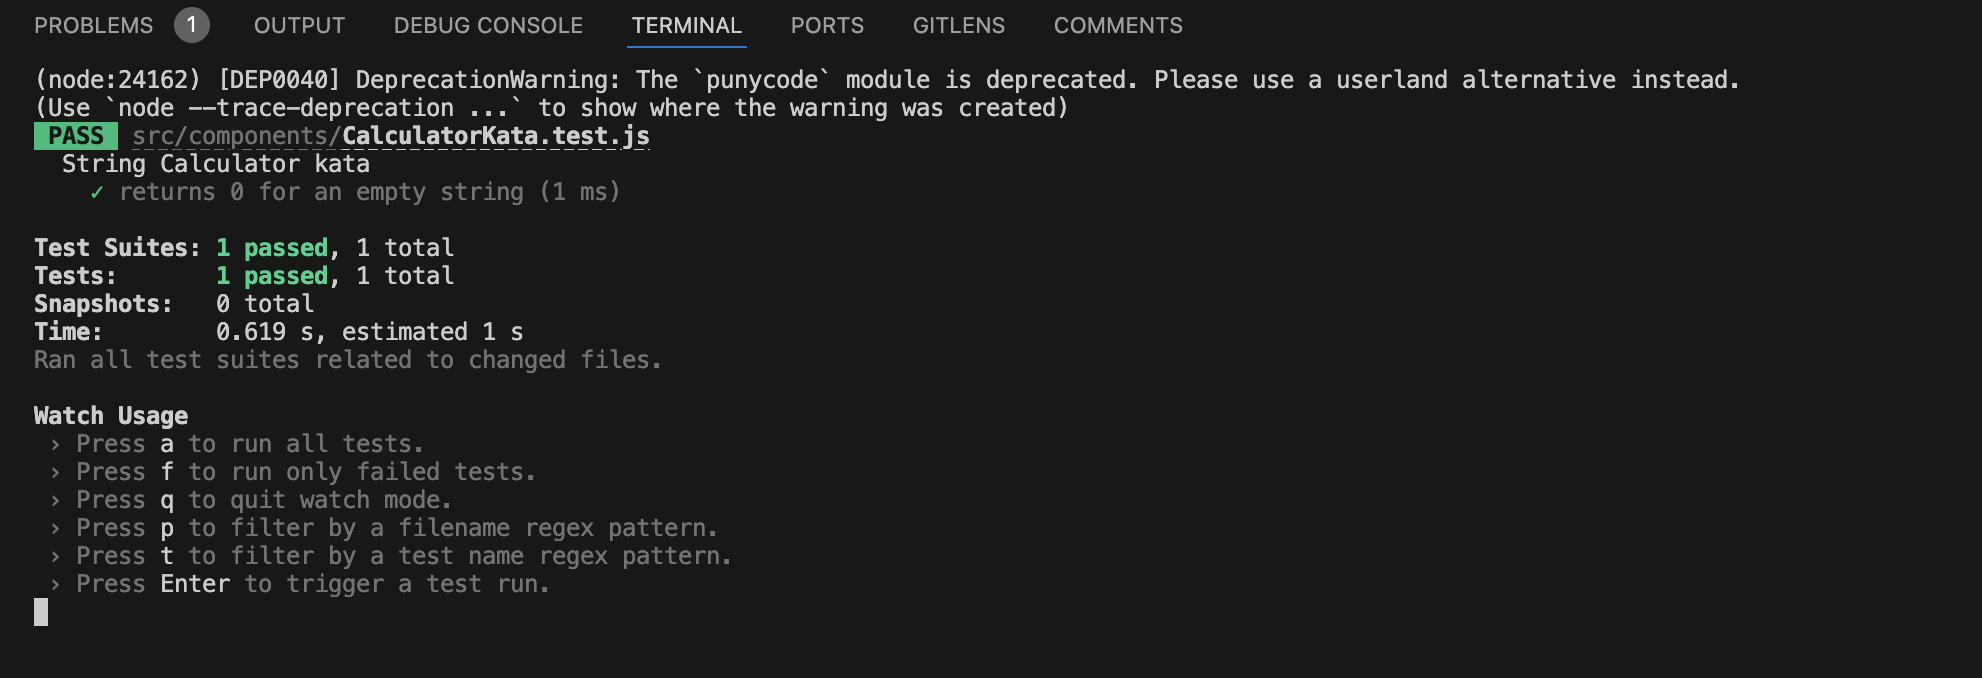 PROBLEMS 1 OUTPUT DEBUG CONSOLE TERMINAL PORTS GITLENS COMMENTS
(node:24162) [DEP0040] DeprecationWarning: The `punycode` module is deprecated. Please use a userland alternative instead.
(Use `node --trace-deprecation ...` to show where the warning was created)
PASS src/components/CalculatorKata.test.js
String Calculator kata
✓ returns 0 for an empty string (1 ms)
Test Suites: 1 passed, 1 total
Tests: 1 passed, 1 total
Snapshots: 0 total
Time: 0.619 s, estimated 1 s
Ran all test suites related to changed files.
Watch Usage
› Press a to run all tests.
› Press f to run only failed tests.
› Press q to quit watch mode.
› Press p to filter by a filename regex pattern.
› Press t to filter by a test name regex pattern.
› Press Enter to trigger a test run.